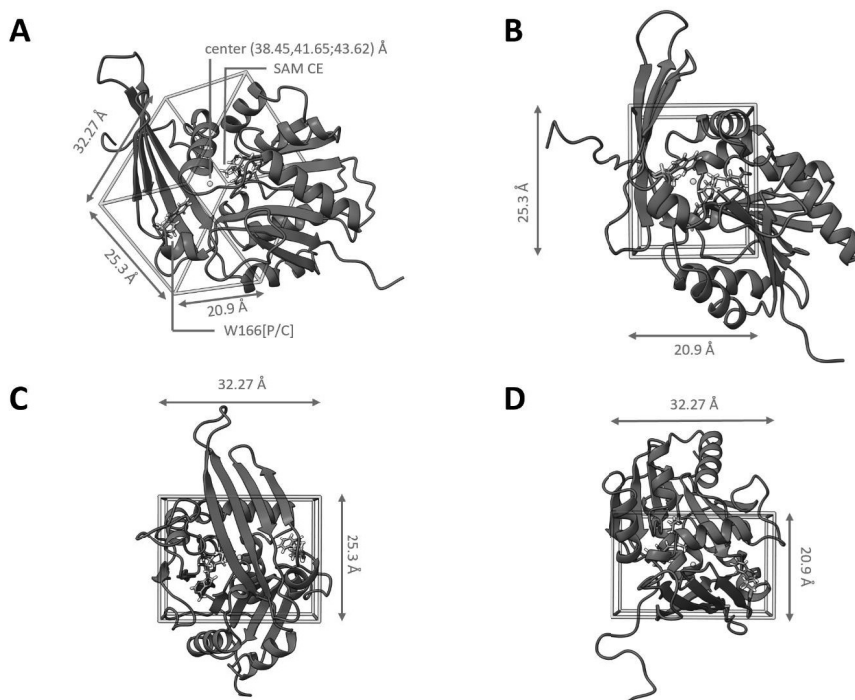 A
center (38.45,41.65;43.62) Å
SAM CE
32.27 Å
25.3 Å
20.9 Å
W166[P/C]
B
25.3 Å
20.9 Å
C
32.27 Å
25.3 Å
D
32.27 Å
20.9 Å